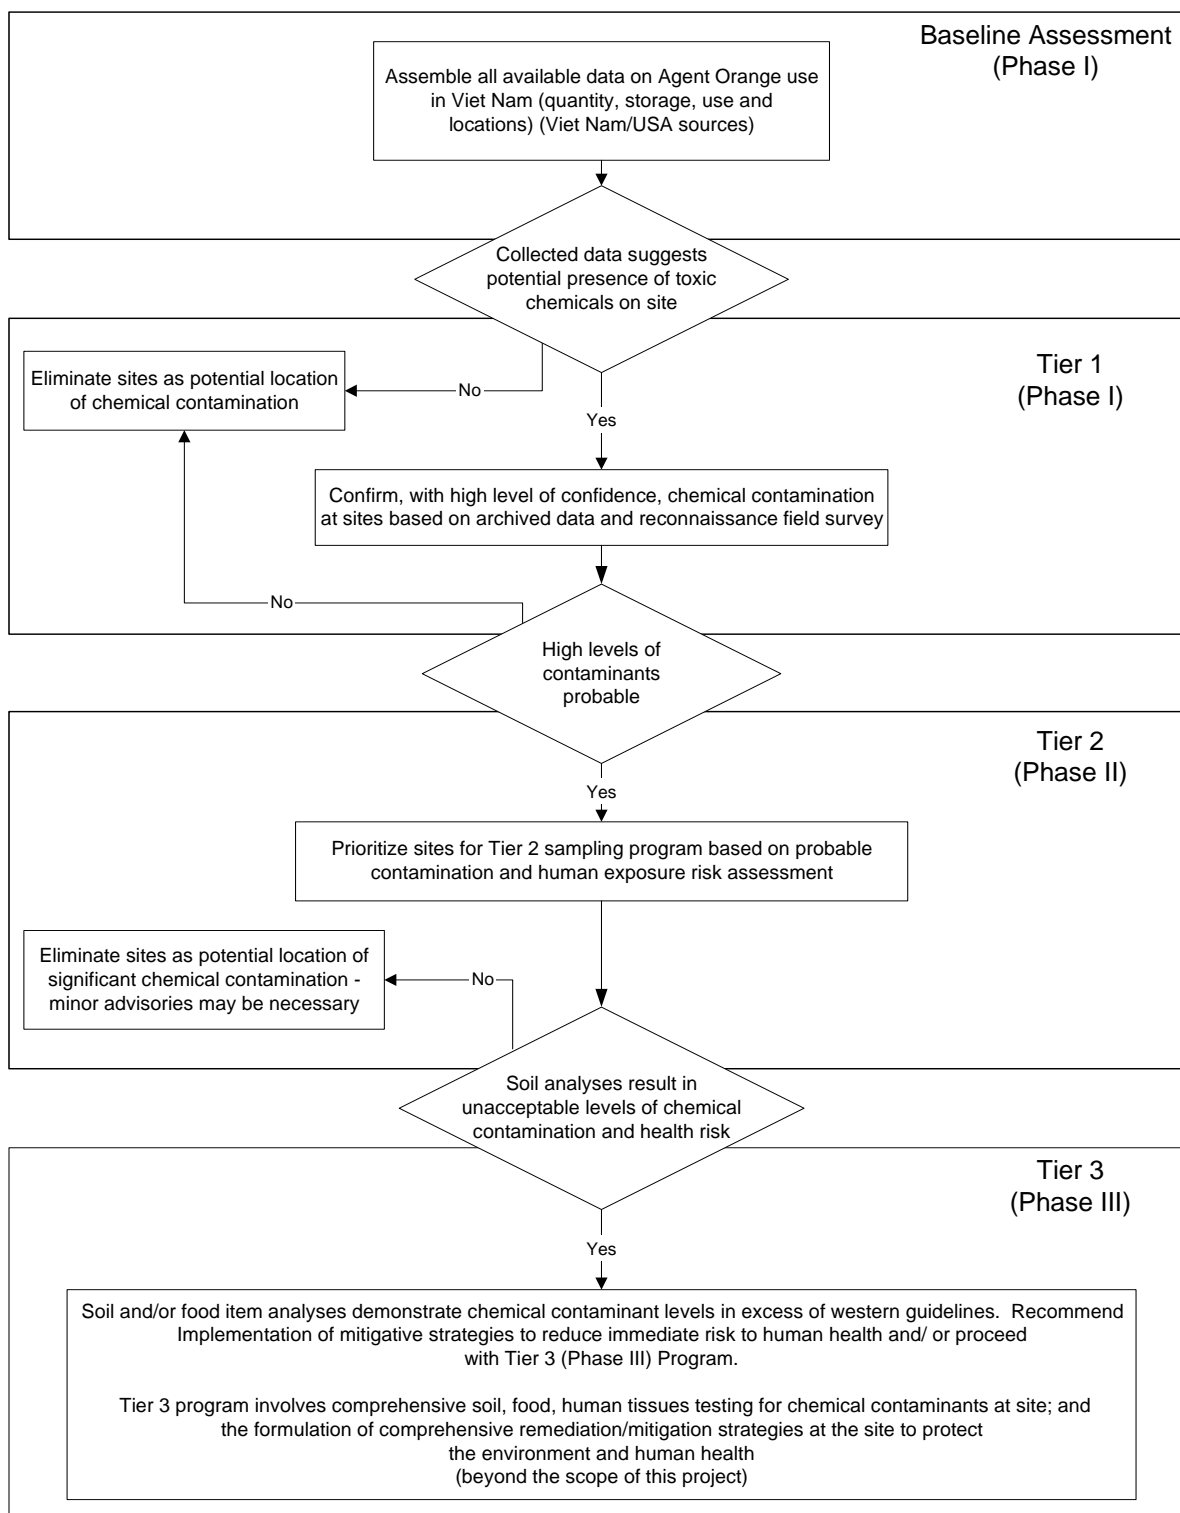 Baseline Assessment
(Phase I)
Assemble all available data on Agent Orange use
in Viet Nam (quantity, storage, use and
locations) (Viet Nam/USA sources)
Collected data suggests
potential presence of toxic
chemicals on site
Tier 1
(Phase I)
Eliminate sites as potential location
of chemical contamination
No
Yes
Confirm, with high level of confidence, chemical contamination
at sites based on archived data and reconnaissance field survey
No
High levels of
contaminants
probable
Tier 2
(Phase II)
Yes
Prioritize sites for Tier 2 sampling program based on probable
contamination and human exposure risk assessment
Eliminate sites as potential location of
significant chemical contamination -
minor advisories may be necessary
No
Soil analyses result in
unacceptable levels of chemical
contamination and health risk
Tier 3
(Phase III)
Yes
Soil and/or food item analyses demonstrate chemical contaminant levels in excess of western guidelines. Recommend
Implementation of mitigative strategies to reduce immediate risk to human health and/ or proceed
with Tier 3 (Phase III) Program.
Tier 3 program involves comprehensive soil, food, human tissues testing for chemical contaminants at site; and
the formulation of comprehensive remediation/mitigation strategies at the site to protect
the environment and human health
(beyond the scope of this project)